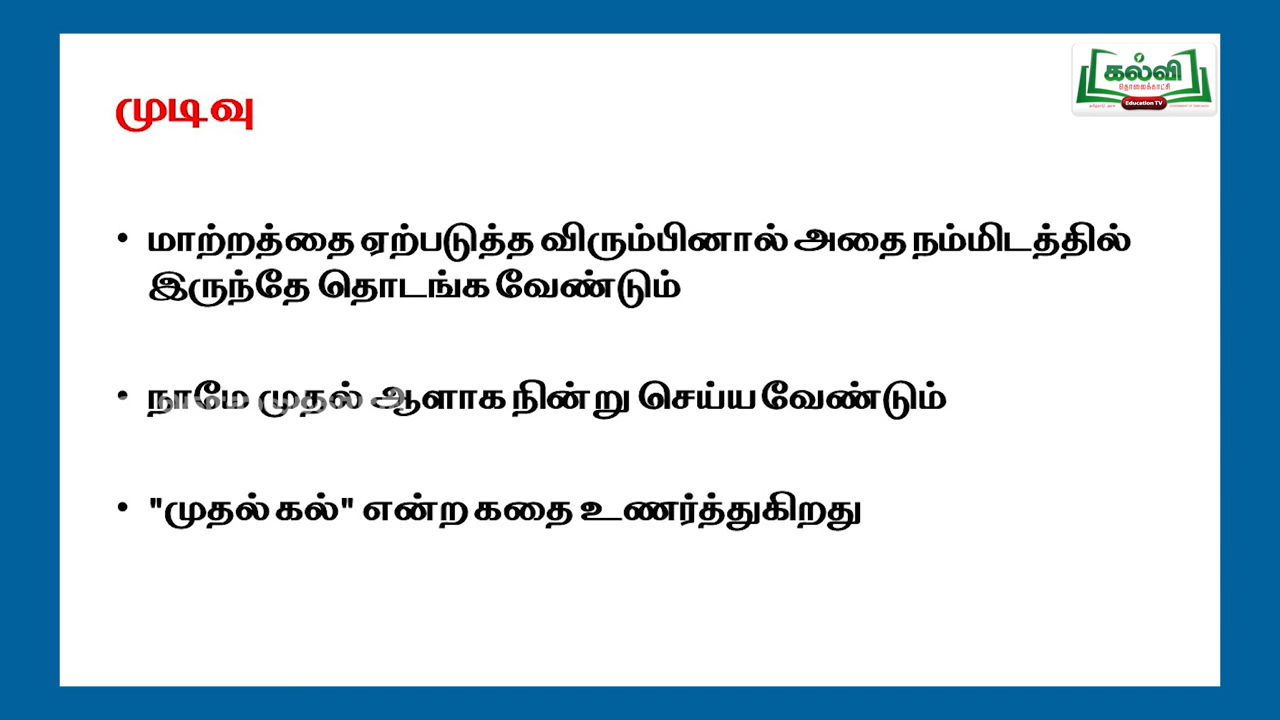 கல்வி
தொலைக்காட்சி
Education TV
முடிவு
• மாற்றத்தை ஏற்படுத்த விரும்பினால் அதை நம்மிடத்தில்
இருந்தே தொடங்க வேண்டும்
• நாமே முதல் ஆளாக நின்று செய்ய வேண்டும்
• "முதல் கல்" என்ற கதை உணர்த்துகிறது